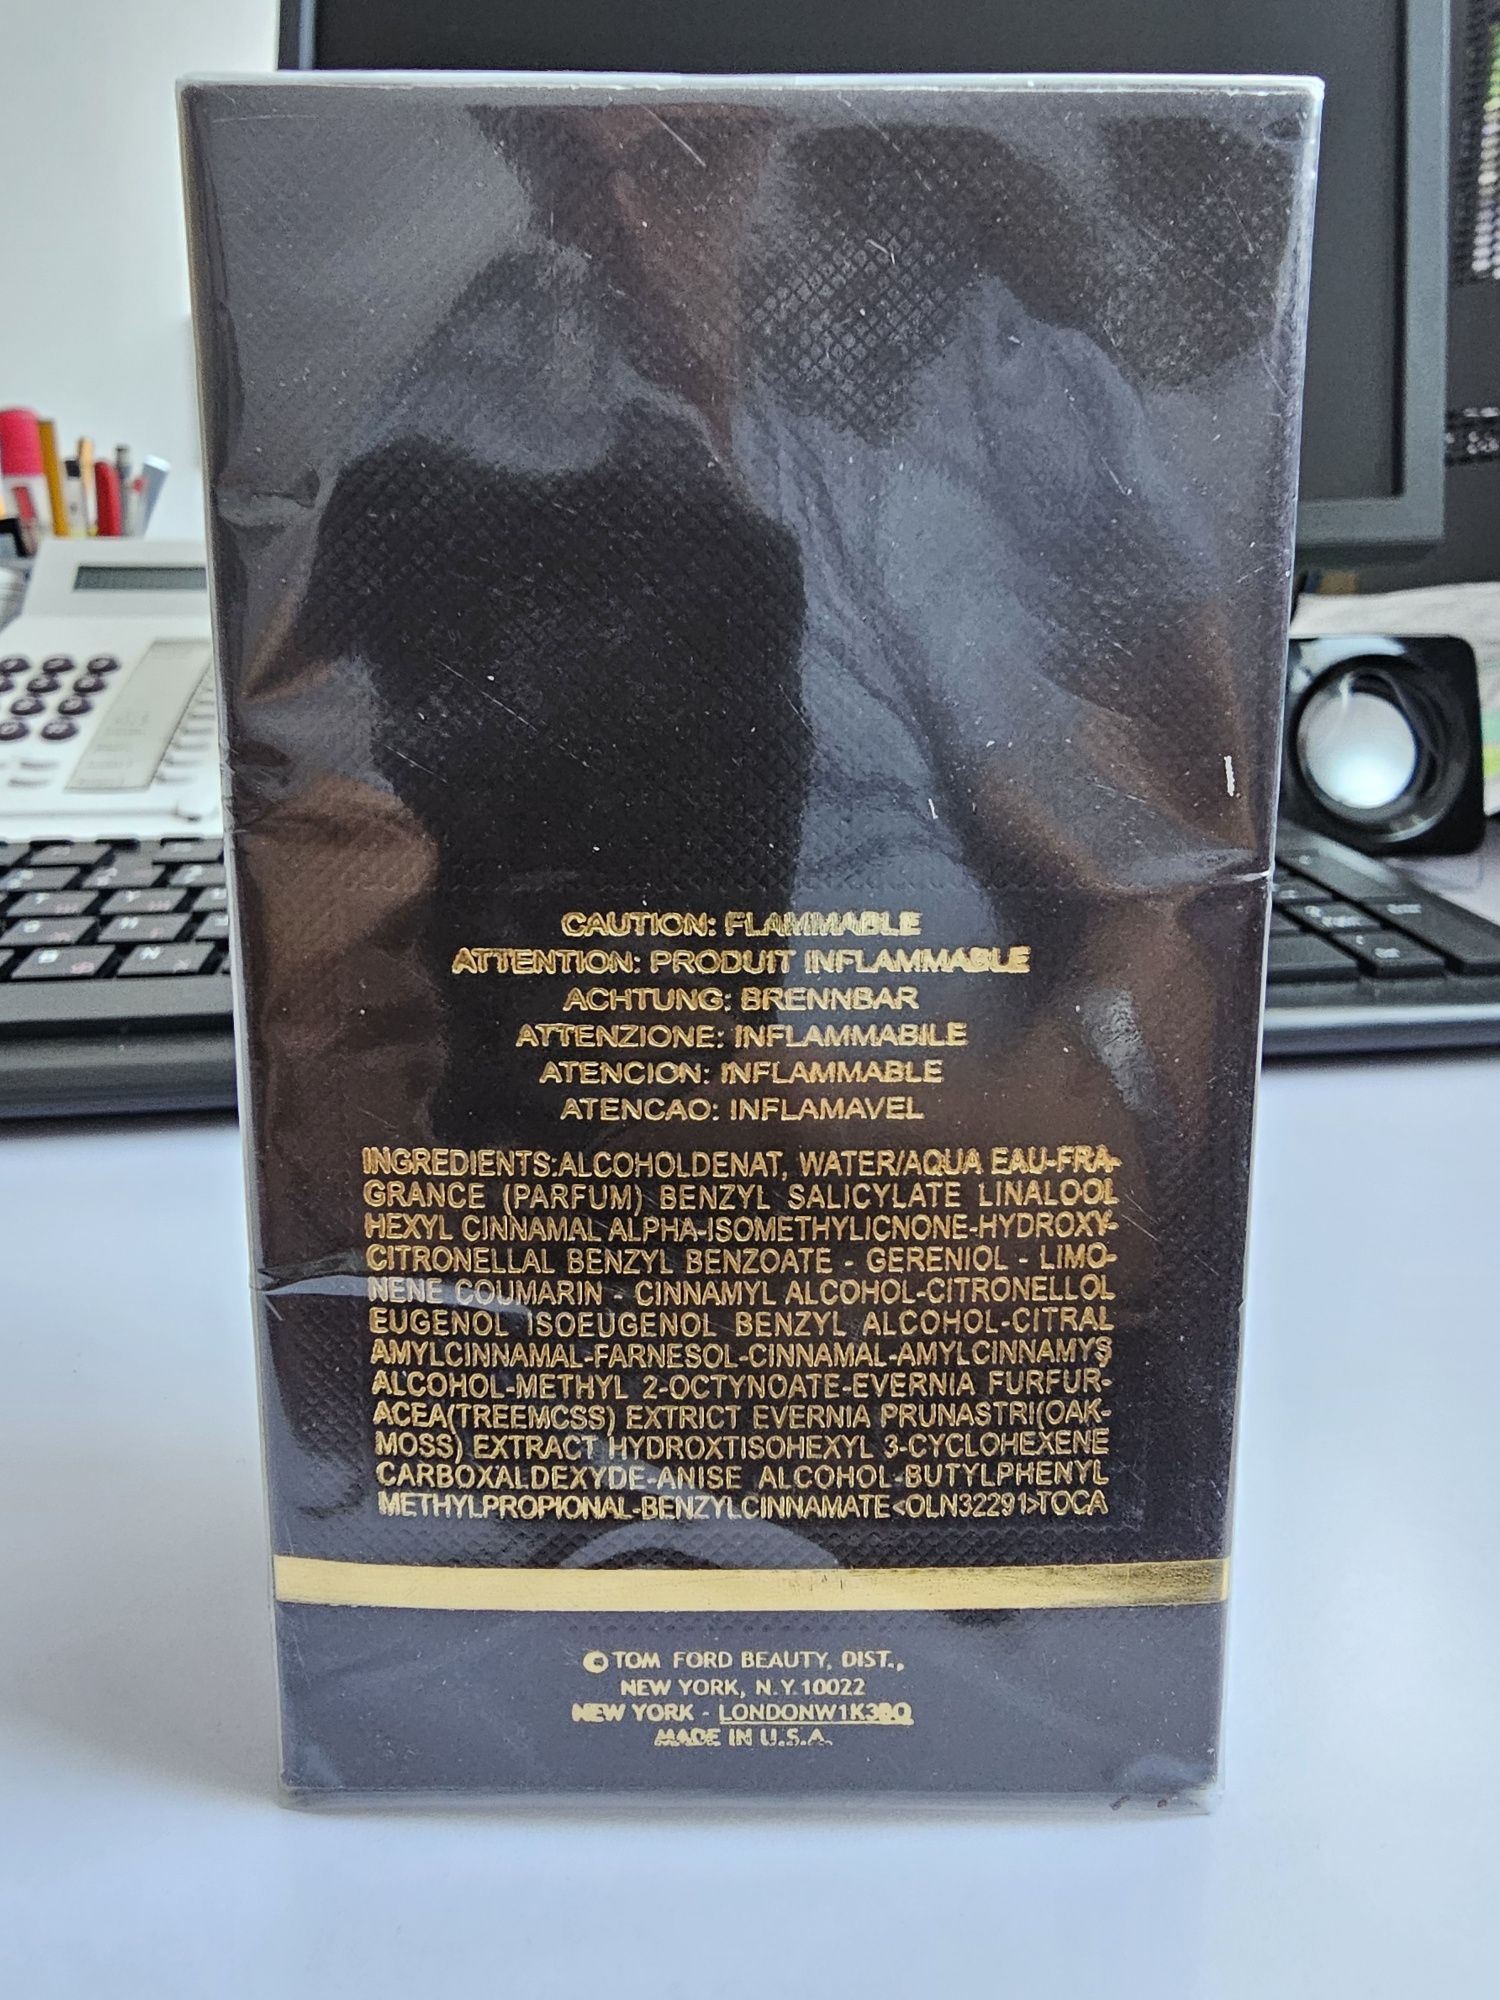 CAUTION: FLAMMABLE
ATTENTION: PRODUIT INFLAMMABLE
ACHTUNG: BRENNBAR
ATTENZIONE: INFLAMMABILE
ATENCION: INFLAMMABLE
ATENCAO: INFLAMAVEL
INGREDIENTS:ALCOHOLDENAT, WATER/AQUA EAU-FRA-
GRANCE (PARFUM) BENZYL SALICYLATE LINALOOL
HEXYL CINNAMAL ALPHA-ISOMETHYLICNONE-HYDROXY-
CITRONELLAL BENZYL BENZOATE - GERENIOL - LIMO-
NENE COUMARIN - CINNAMYL ALCOHOL-CITRONELLOL
EUGENOL ISOEUGENOL BENZYL ALCOHOL-CITRAL
AMYLCINNAMAL-FARNESOL-CINNAMAL-AMYLCINNAMYS
ALCOHOL-METHYL 2-OCTYNOATE-EVERNIA FURFUR-
ACEA(TREEMCSS) EXTRICT EVERNIA PRUNASTRI(OAK-
MOSS) EXTRACT HYDROXTISOHEXYL 3-CYCLOHEXENE
CARBOXALDEXYDE-ANISE ALCOHOL-BUTYLPHENYL
METHYLPROPIONAL-BENZYLCINNAMATE<OLN32291>TOCA
© TOM FORD BEAUTY, DIST.,
NEW YORK, N.Y.10022
NEW YORK - LONDONW1K3BQ
MADE IN U.S.A.